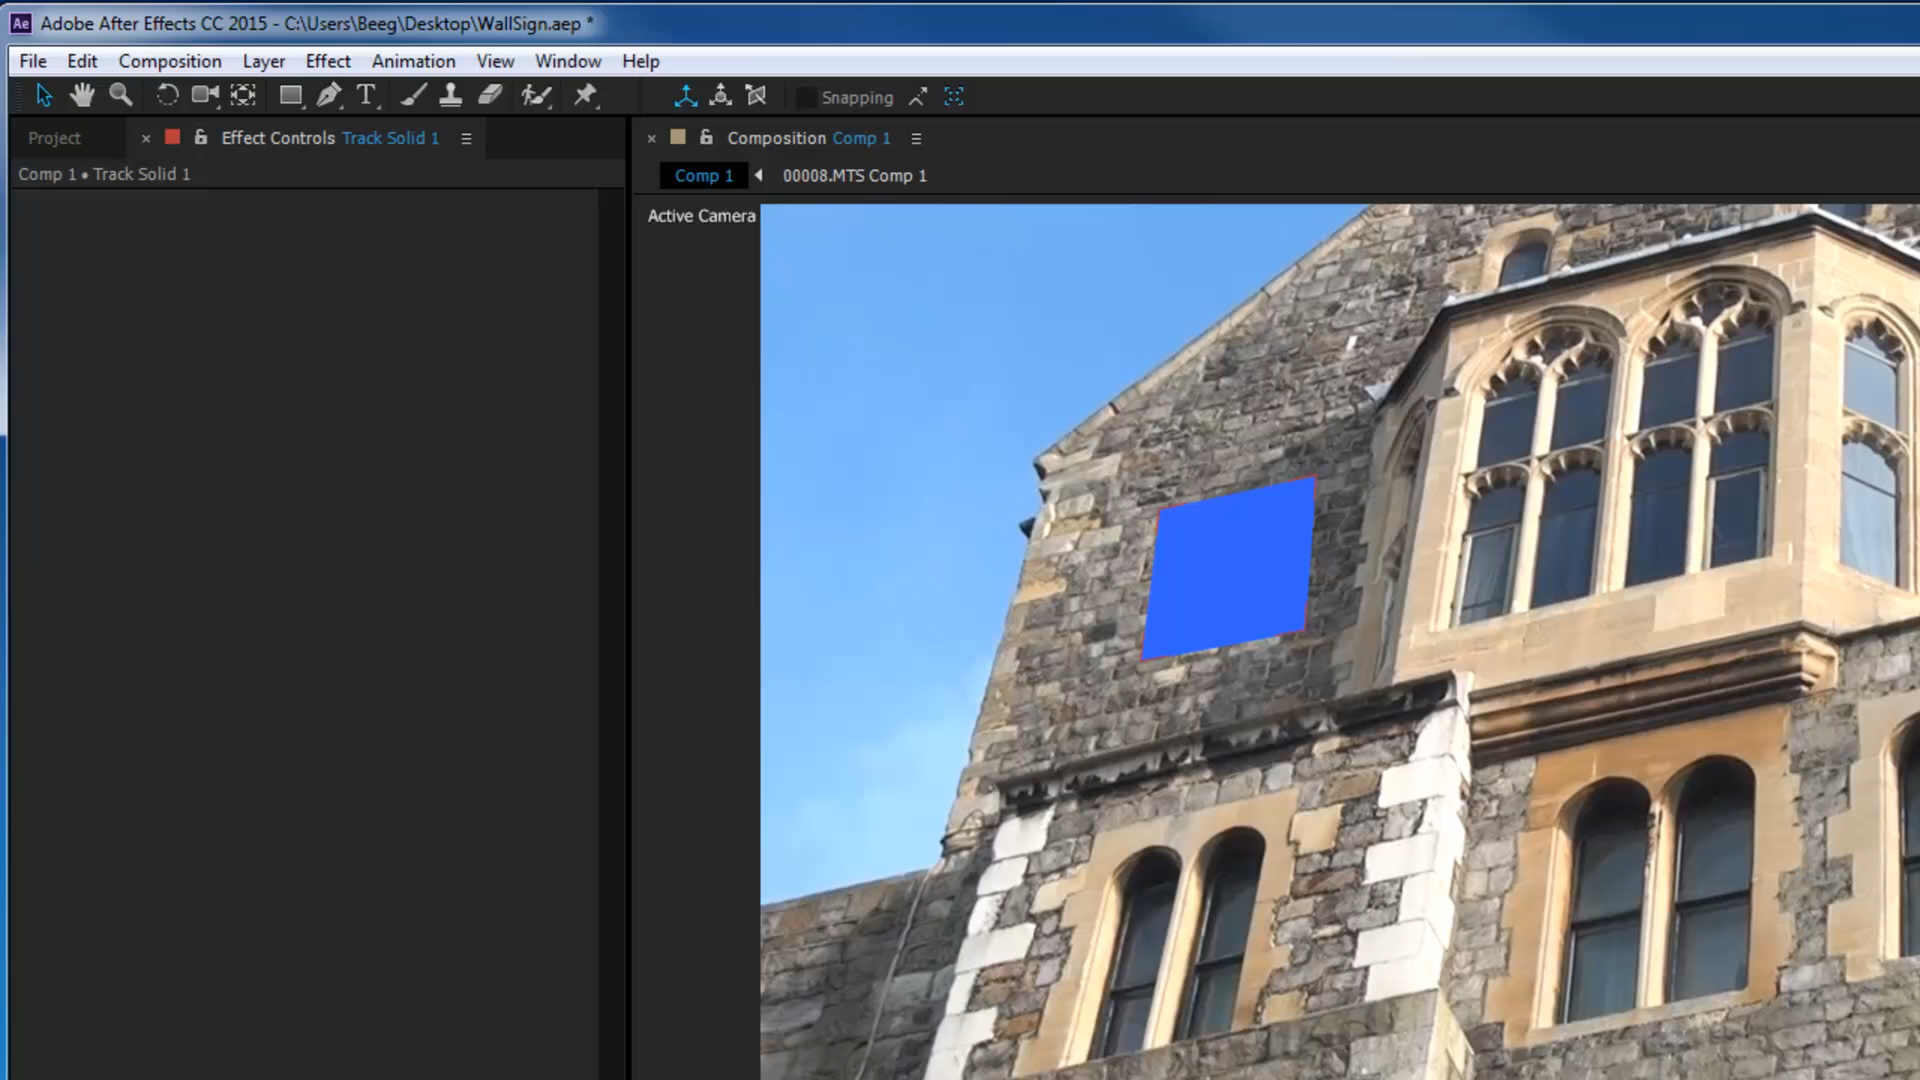 Ae Adobe After Effects CC 2015 - C:\Users\Beeg\Desktop\WallSign.aep *
File Edit Composition Layer Effect Animation View Window Help
T Snapping
Project × Effect Controls Track Solid 1 × Composition Comp 1
Comp 1 • Track Solid 1
Comp 1 00008.MTS Comp 1
Active Camera